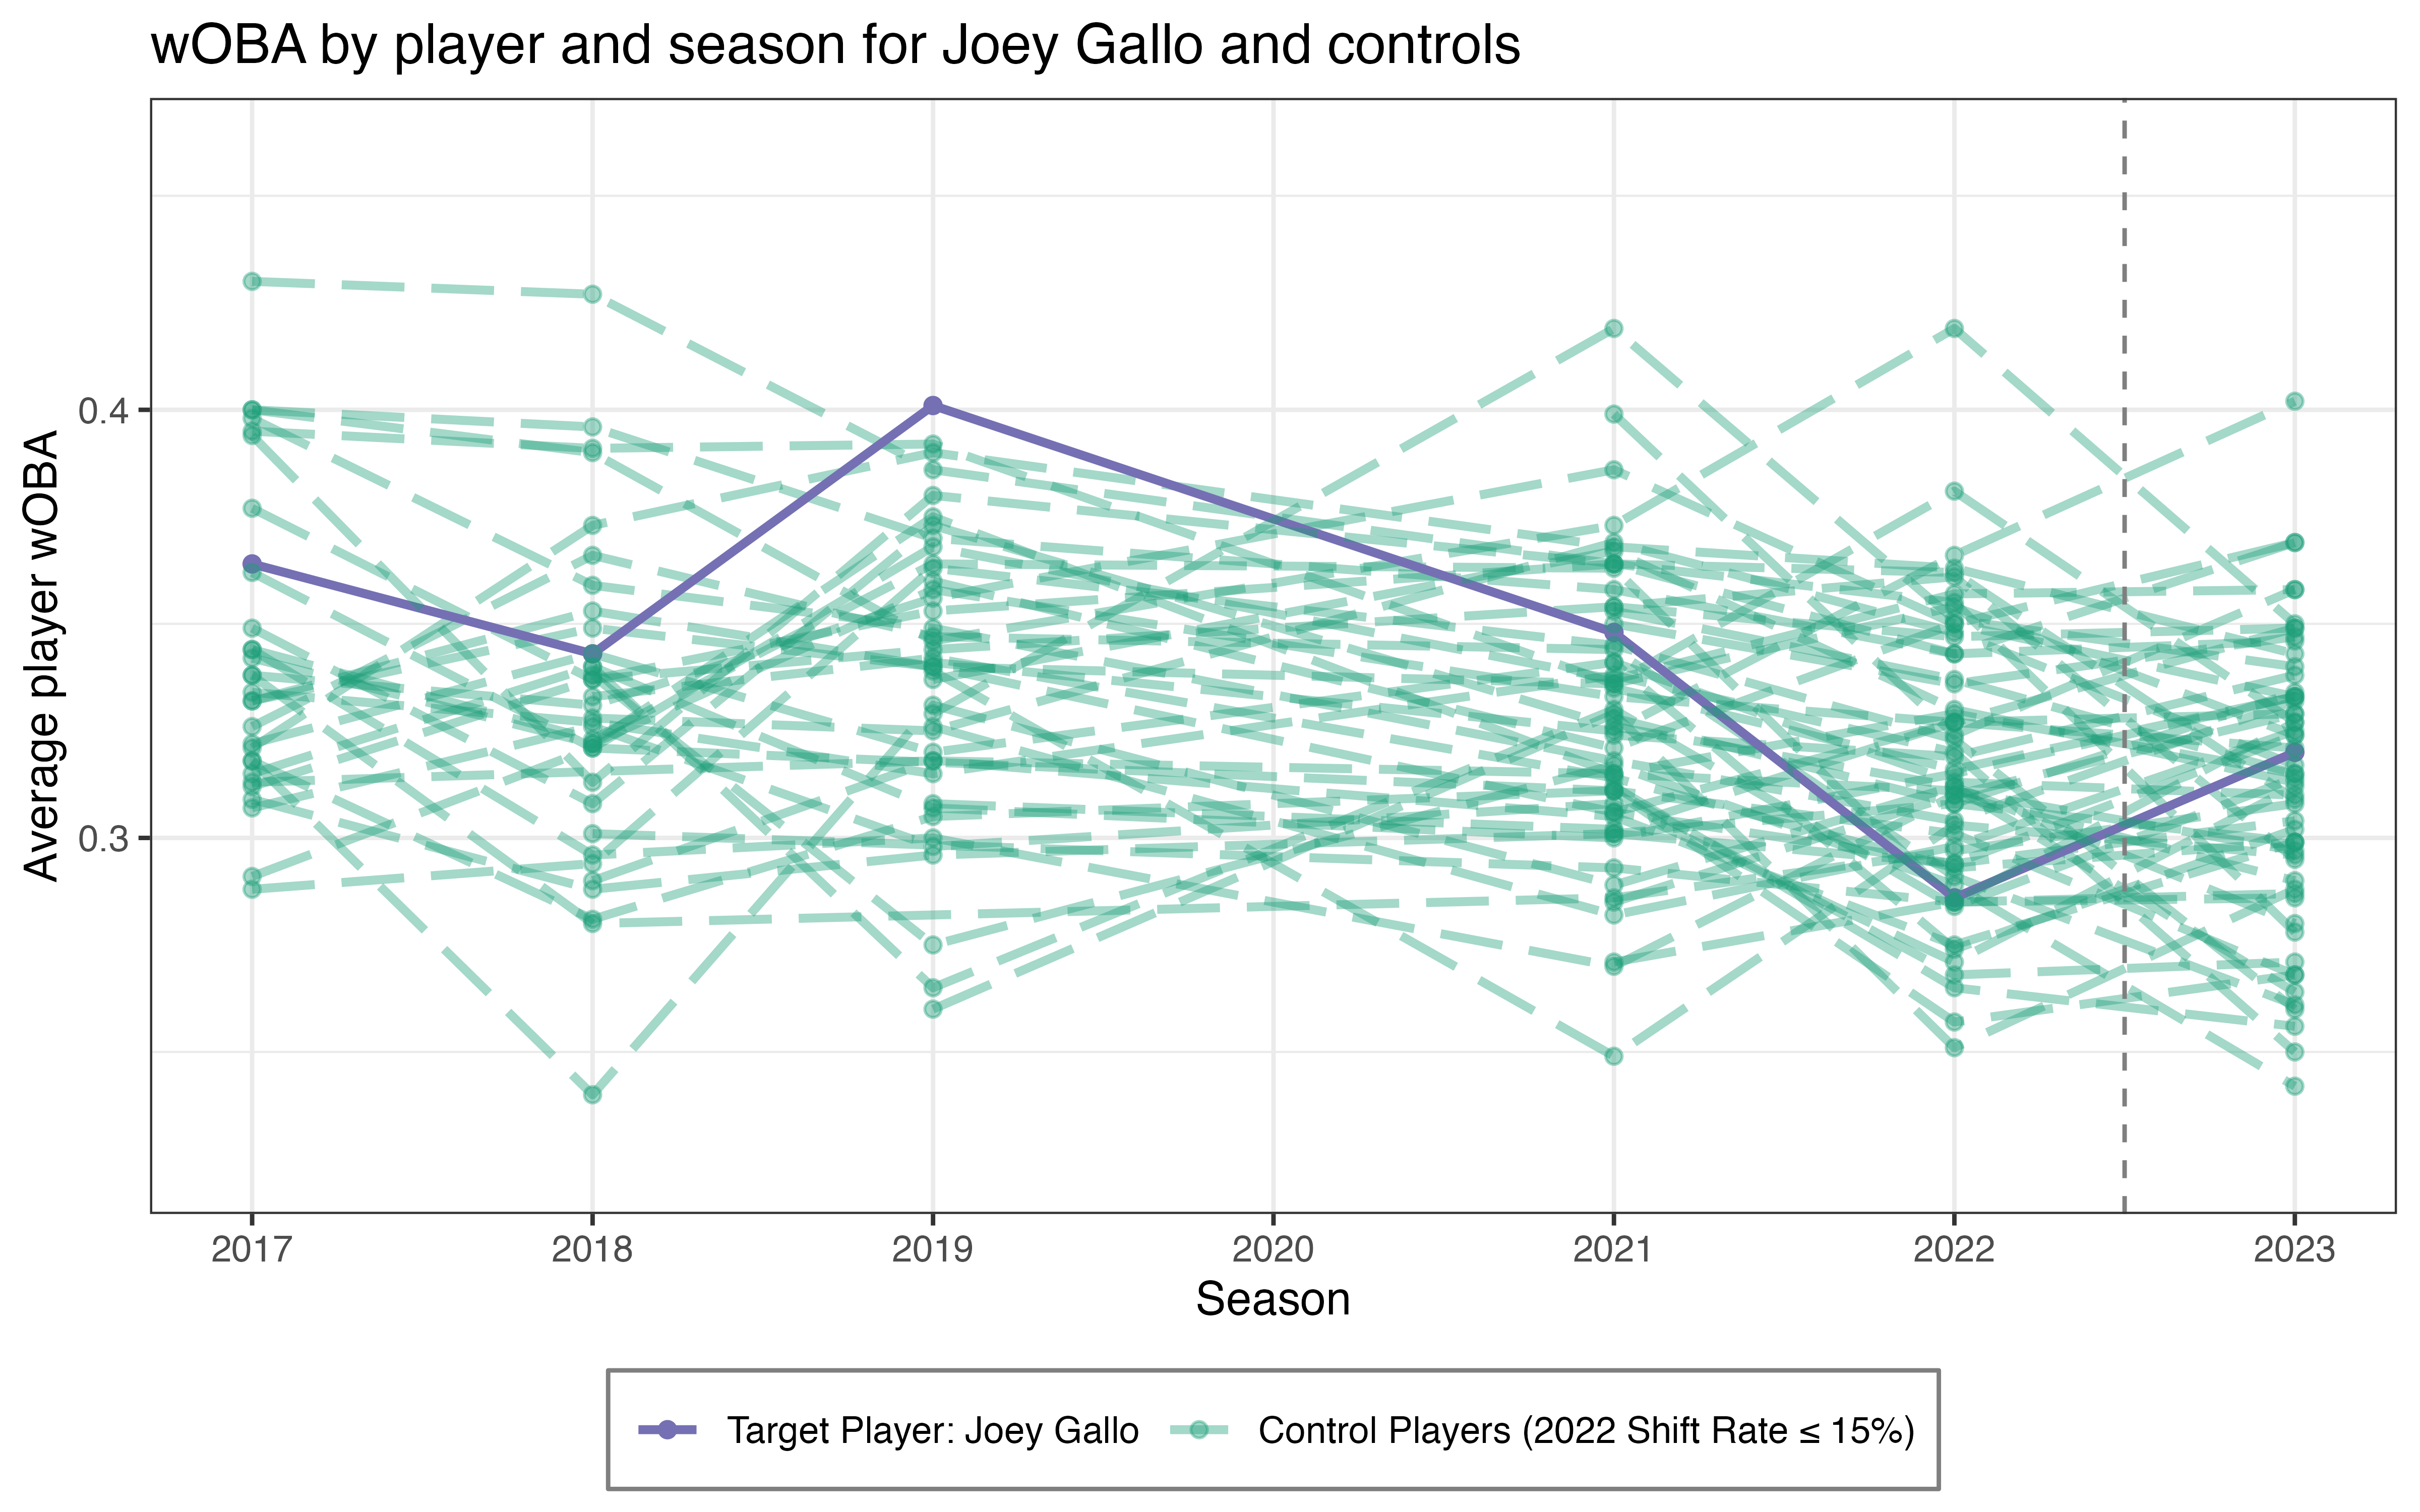 wOBA by player and season for Joey Gallo and controls
Average player wOBA
0.4
0.3
2017 2018 2019 2020 2021 2022 2023
Season
Target Player: Joey Gallo Control Players (2022 Shift Rate ≤ 15%)